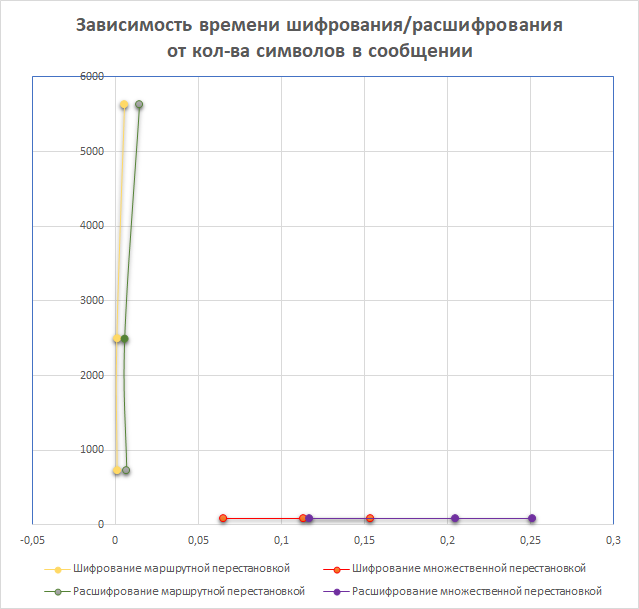 Зависимость времени шифрования/расшифрования
от кол-ва символов в сообщении
6000
5000
4000
3000
2000
1000
0
-0,05 0 0,05 0,1 0,15 0,2 0,25 0,3
Шифрование маршрутной перестановкой Шифрование множественной перестановкой
Расшифрование маршрутной перестановкой Расшифрование множественной перестановкой